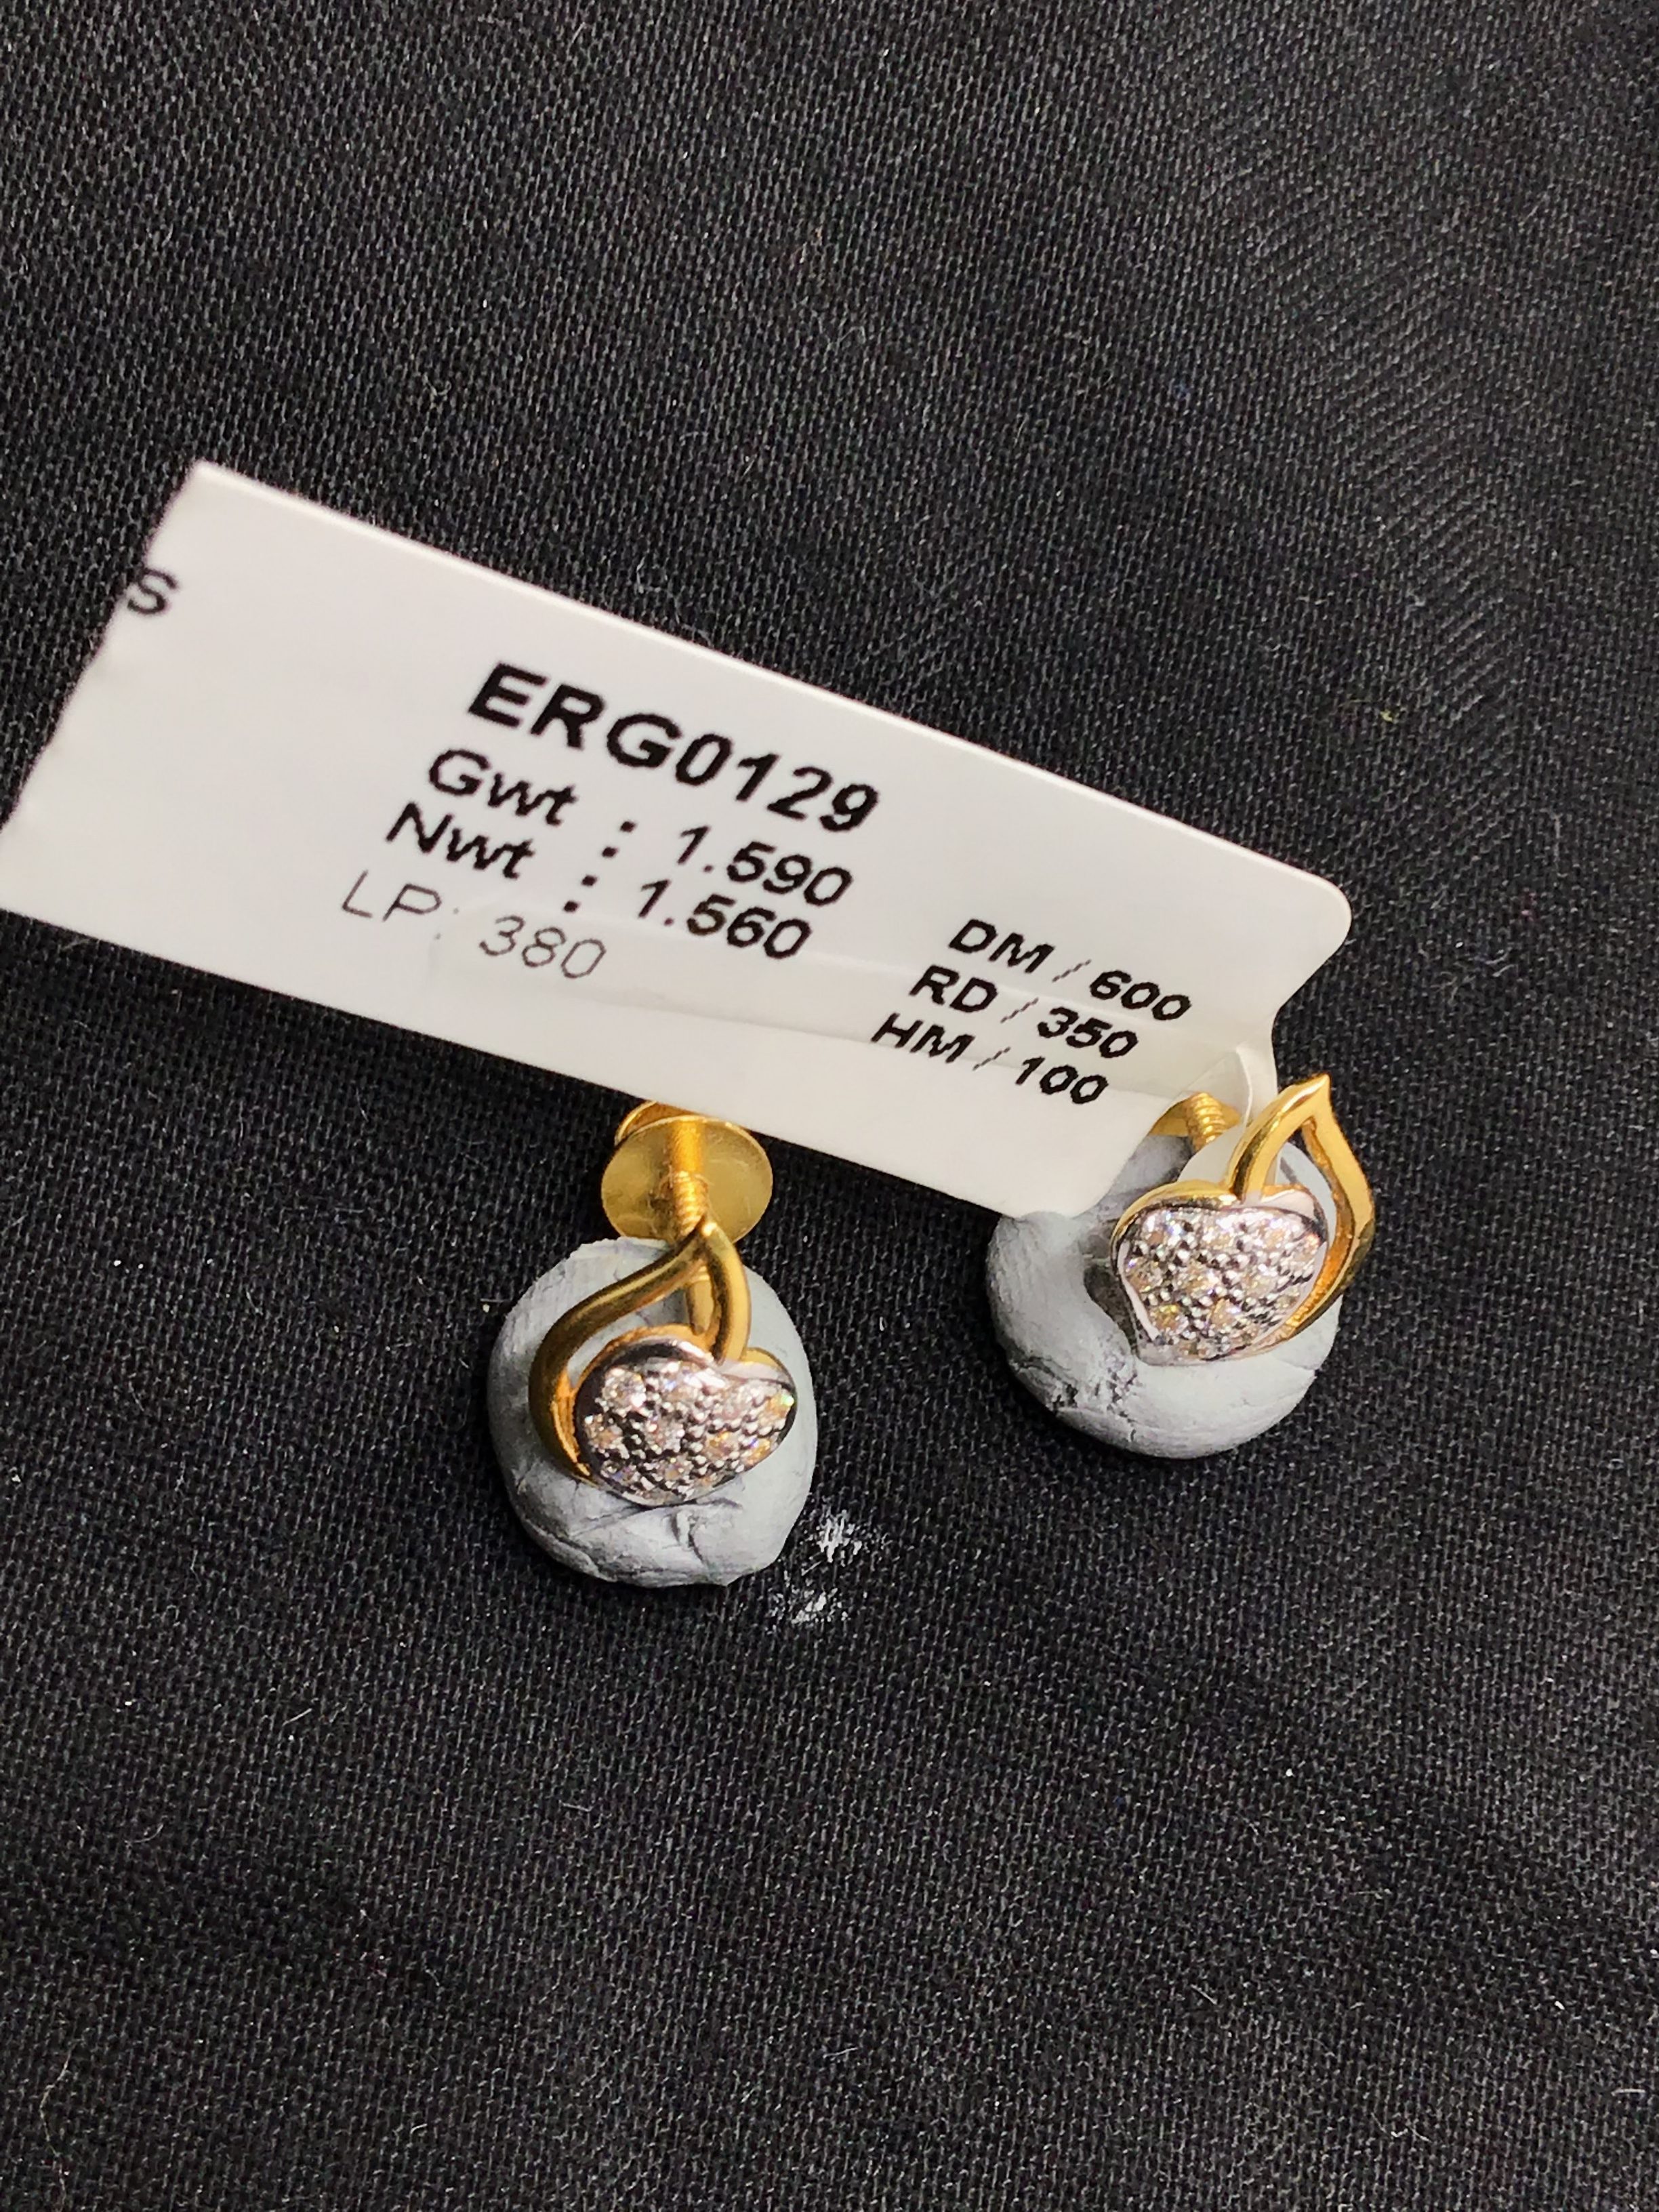 S
ERG0129
Gwt : 1.590
Nwt : 1.560
LP: 380
DM / 600
RD / 350
HM / 100